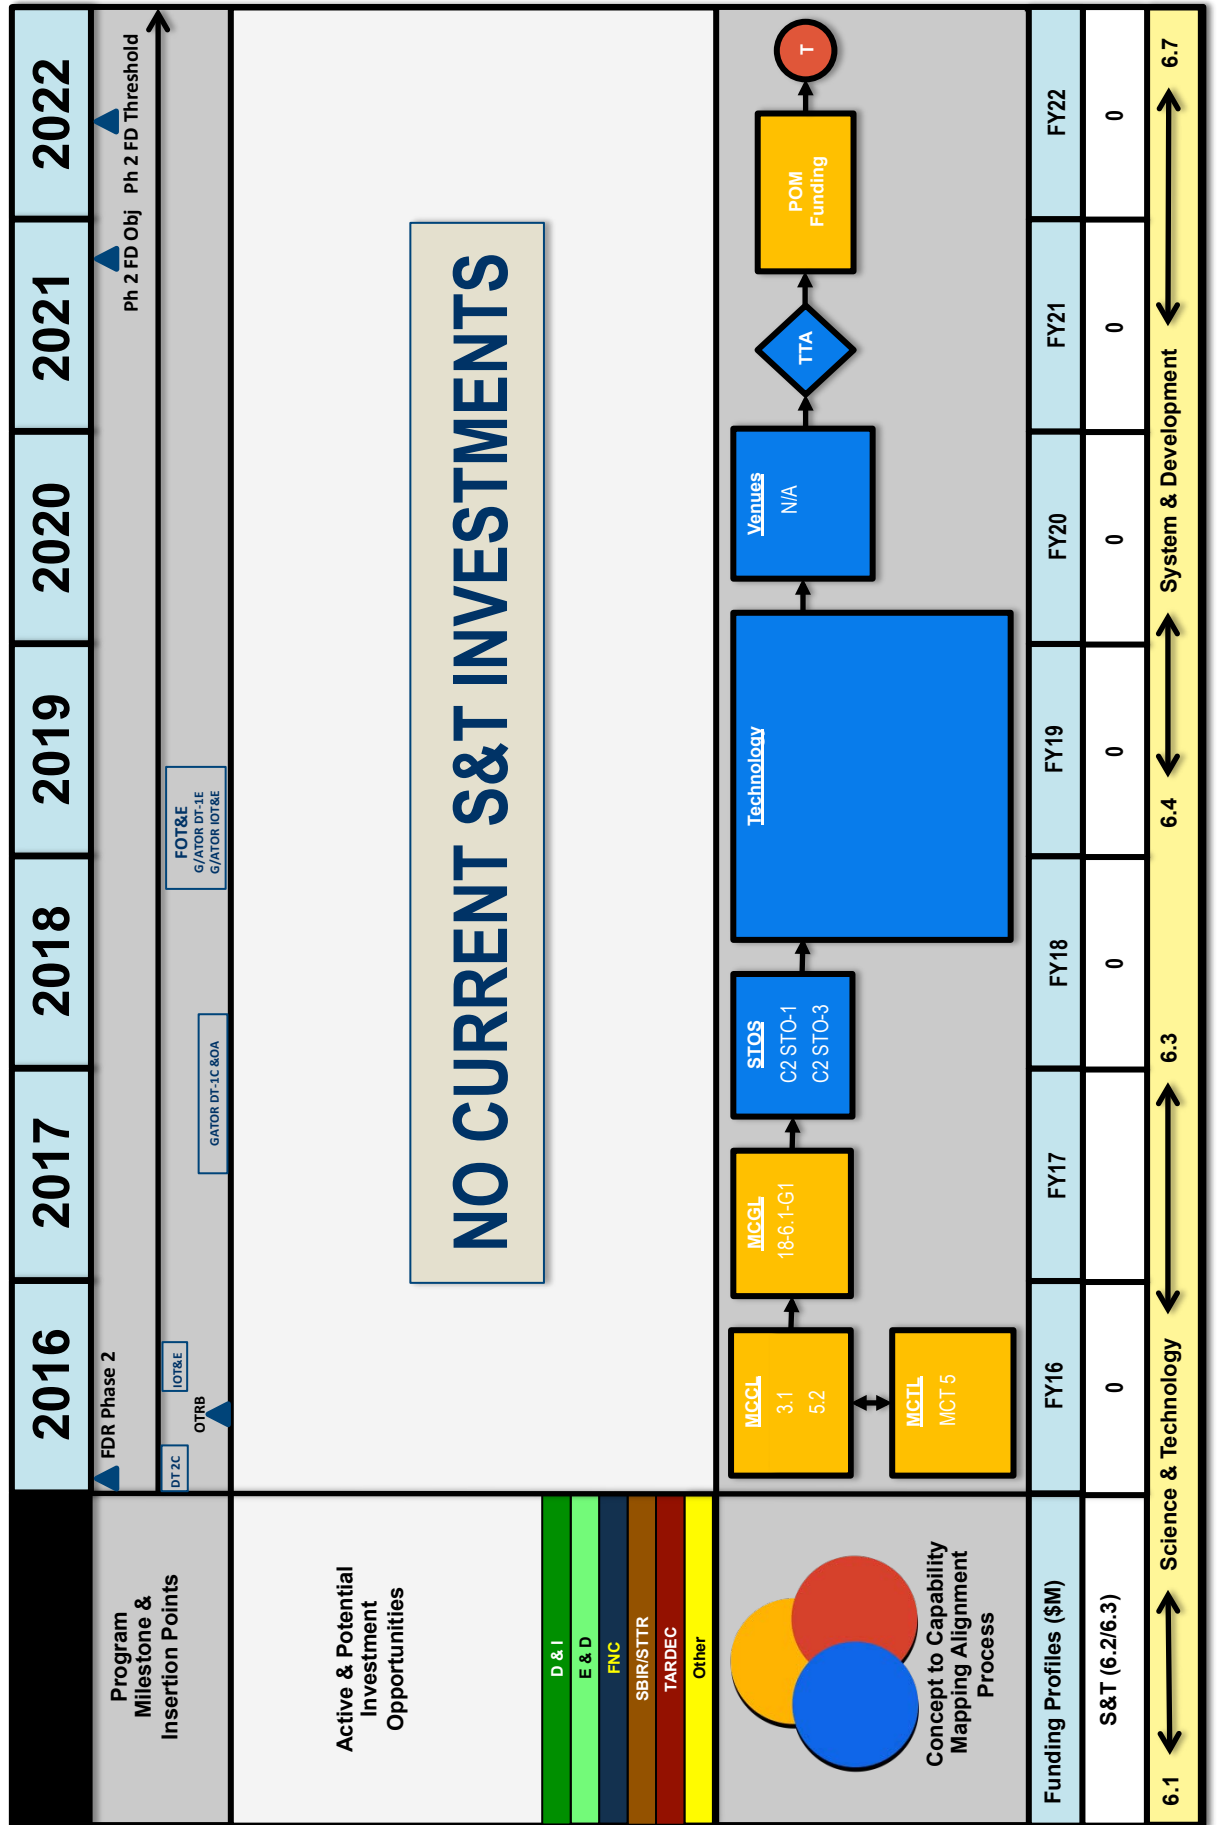 2016
2017
2018
2019
2020
2021
2022
Program
Milestone &
Insertion Points
FDR Phase 2
Ph 2 FD Obj
Ph 2 FD Threshold
DT 2C
IOT&E
OTRB
GATOR DT-1C &OA
FOT&E
G/ATOR DT-1E
G/ATOR IOT&E
Active & Potential
Investment
Opportunities
NO CURRENT S&T INVESTMENTS
D & I
E & D
FNC
SBIR/STTR
TARDEC
Other
Concept to Capability
Mapping Alignment
Process
MCCL
3.1
5.2
MCTL
MCT 5
MCGL
18-6.1-G1
STOS
C2 STO-1
C2 STO-3
Technology
Venues
N/A
TTA
POM
Funding
T
Funding Profiles ($M)
FY16
FY17
FY18
FY19
FY20
FY21
FY22
S&T (6.2/6.3)
0
0
0
0
0
0
6.1
Science & Technology
6.3
6.4
System & Development
6.7